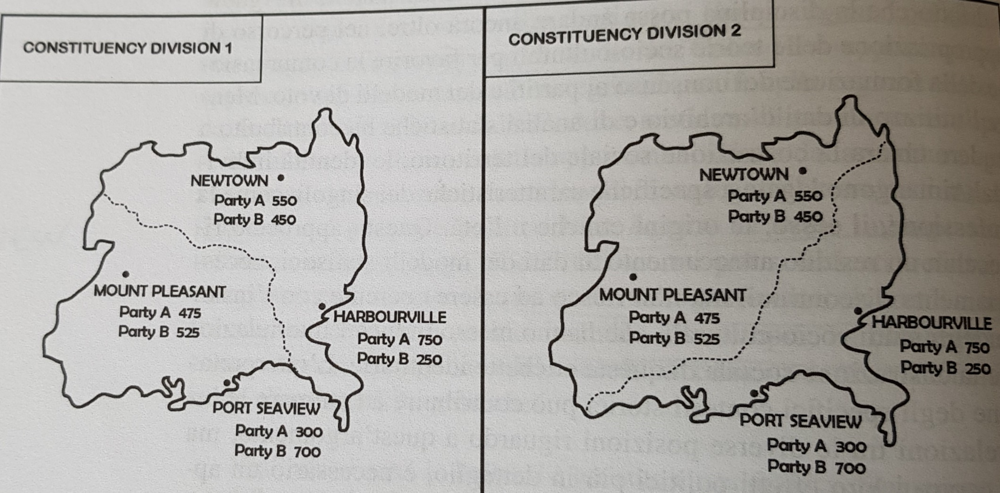 CONSTITUENCY DIVISION 1
NEWTOWN
Party A 550
Party B 450
MOUNT PLEASANT
Party A 475
Party B 525
HARBOURVILLE
Party A 750
Party B 250
PORT SEAVIEW
Party A 300
Party B 700
CONSTITUENCY DIVISION 2
NEWTOWN
Party A 550
Party B 450
MOUNT PLEASANT
Party A 475
Party B 525
HARBOURVILLE
Party A 750
Party B 250
PORT SEAVIEW
Party A 300
Party B 700